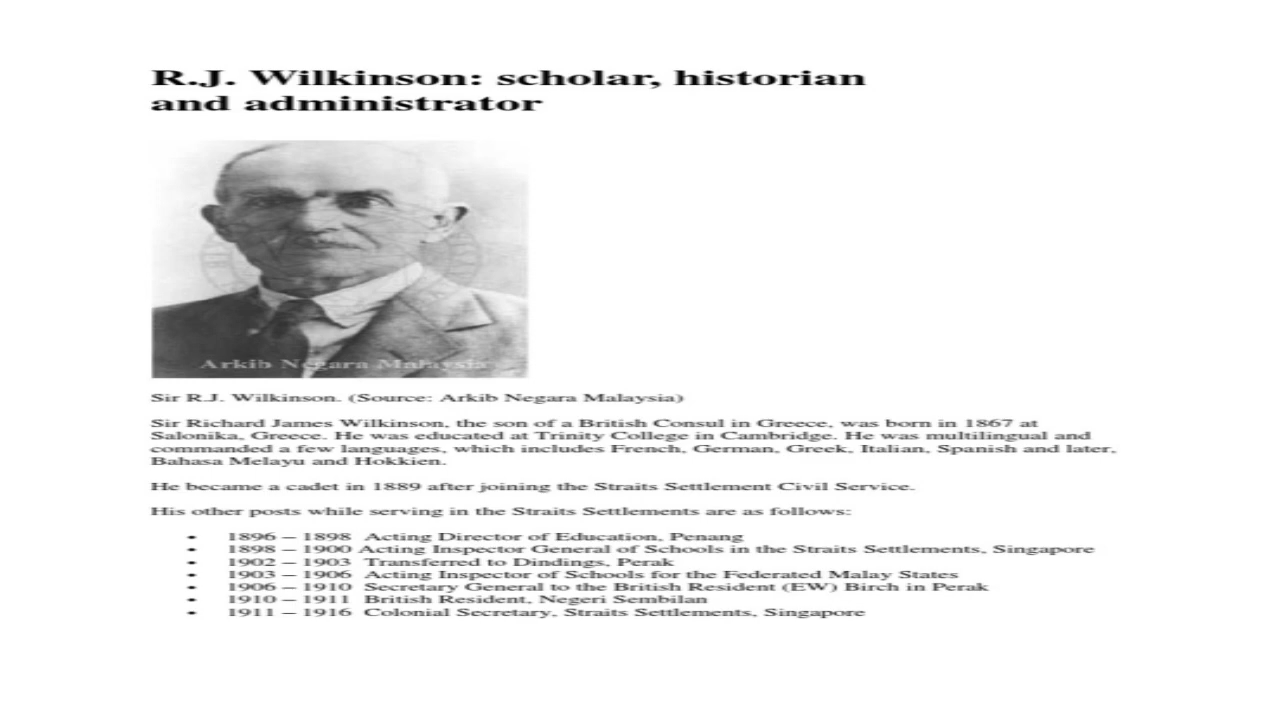 R.J. Wilkinson: scholar, historian
and administrator
Arkib Negara Malaysia
Sir R.J. Wilkinson. (Source: Arkib Negara Malaysia)
Sir Richard James Wilkinson, the son of a British Consul in Greece, was born in 1867 at
Salonika, Greece. He was educated at Trinity College in Cambridge. He was multilingual and
commanded a few languages, which includes French, German, Greek, Italian, Spanish and later,
Bahasa Melayu and Hokkien.
He became a cadet in 1889 after joining the Straits Settlement Civil Service.
His other posts while serving in the Straits Settlements are as follows:
• 1896 – 1898 Acting Director of Education, Penang
• 1898 – 1900 Acting Inspector General of Schools in the Straits Settlements, Singapore
• 1902 – 1903 Transferred to Dindings, Perak
• 1903 – 1906 Acting Inspector of Schools for the Federated Malay States
• 1906 – 1910 Secretary General to the British Resident (EW) Birch in Perak
• 1910 – 1911 British Resident, Negeri Sembilan
• 1911 – 1916 Colonial Secretary, Straits Settlements, Singapore